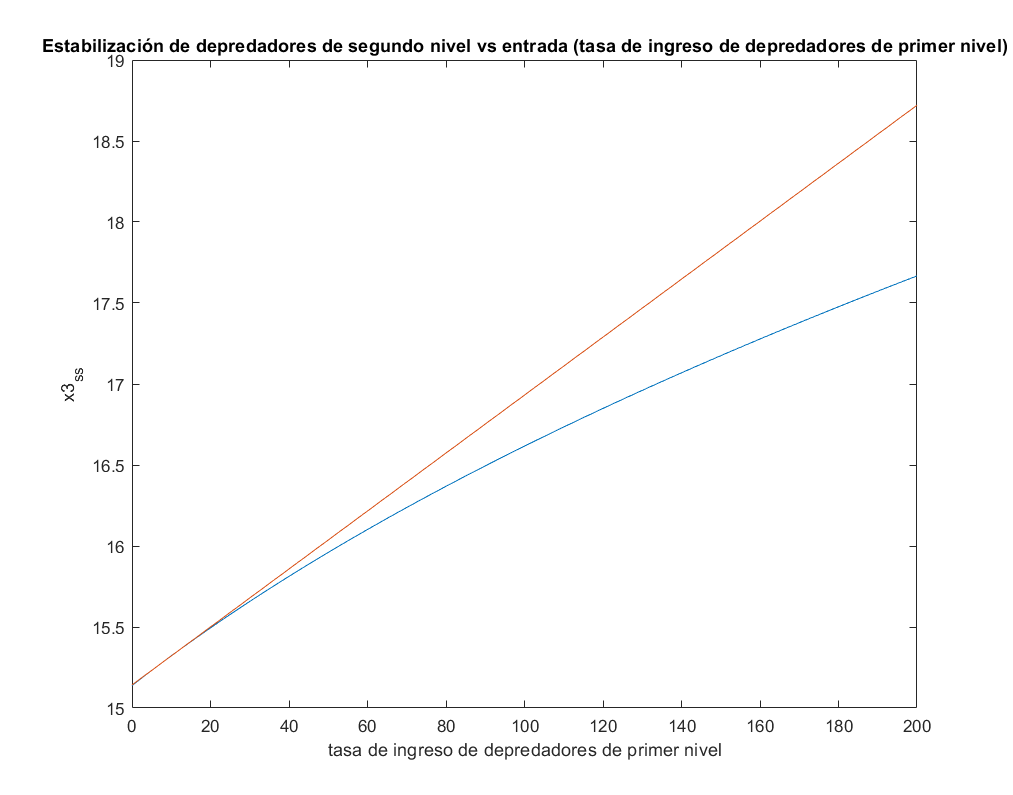 Estabilización de depredadores de segundo nivel vs entrada (tasa de ingreso de depredadores de primer nivel)
19
18.5
18
17.5
17
16.5
16
15.5
15
x3ss
0 20 40 60 80 100 120 140 160 180 200
tasa de ingreso de depredadores de primer nivel